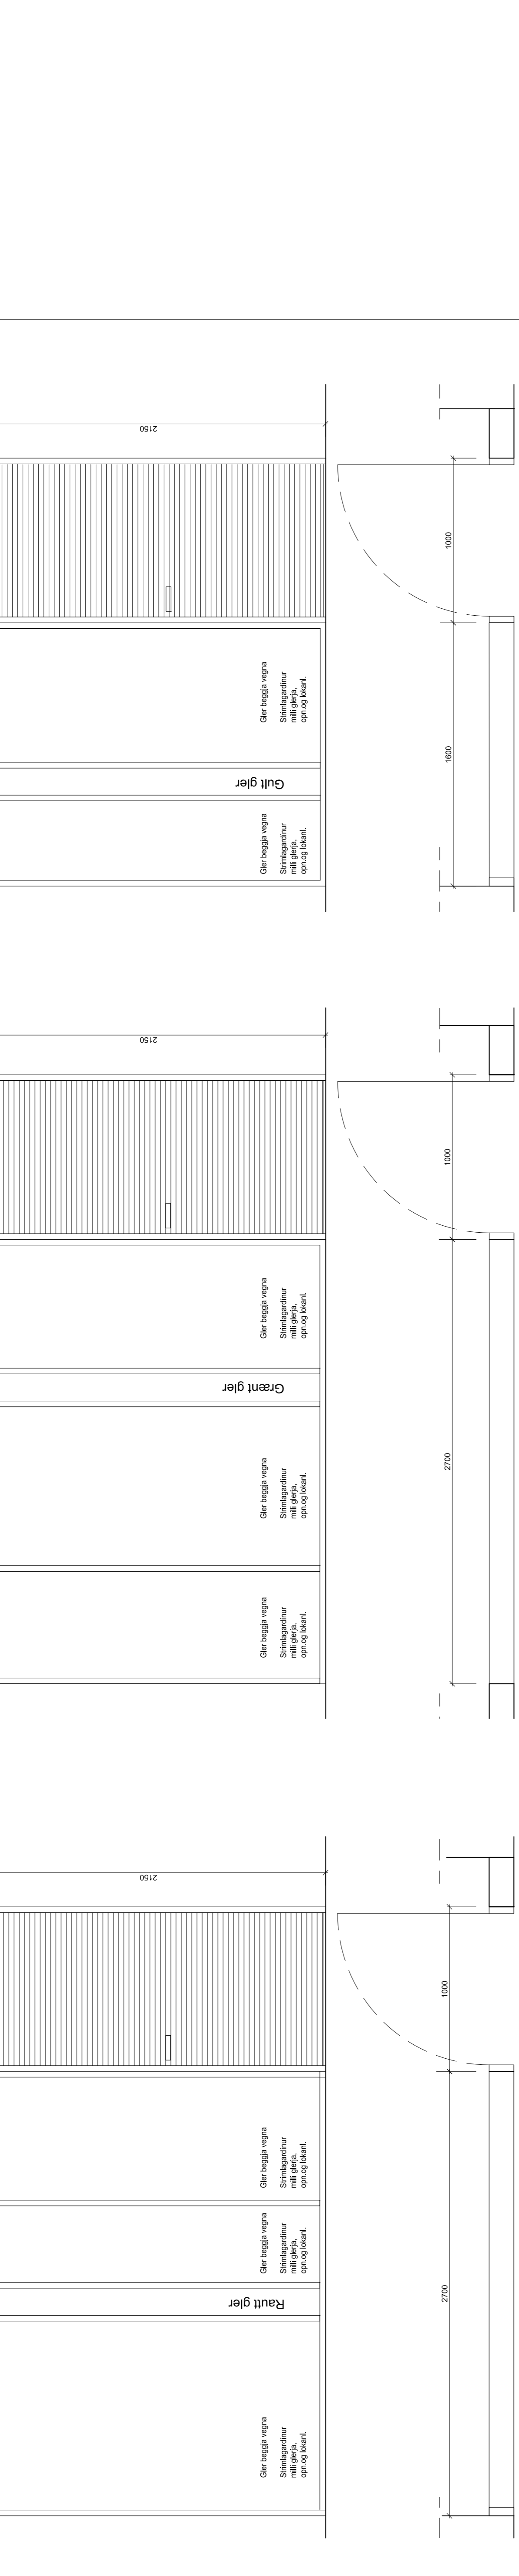 2150
1000
Gler beggja vegna
Strimlagardínur
milli glerja,
opn.og lokanl.
1600
Gult gler
Gler beggja vegna
Strimlagardínur
milli glerja,
opn.og lokanl.
2150
1000
Gler beggja vegna
Strimlagardínur
milli glerja,
opn.og lokanl.
Grænt gler
2700
Gler beggja vegna
Strimlagardínur
milli glerja,
opn.og lokanl.
Gler beggja vegna
Strimlagardínur
milli glerja,
opn.og lokanl.
2150
1000
Gler beggja vegna
Strimlagardínur
milli glerja,
opn.og lokanl.
Gler beggja vegna
Strimlagardínur
milli glerja,
opn.og lokanl.
2700
Rautt gler
Gler beggja vegna
Strimlagardínur
milli glerja,
opn.og lokanl.